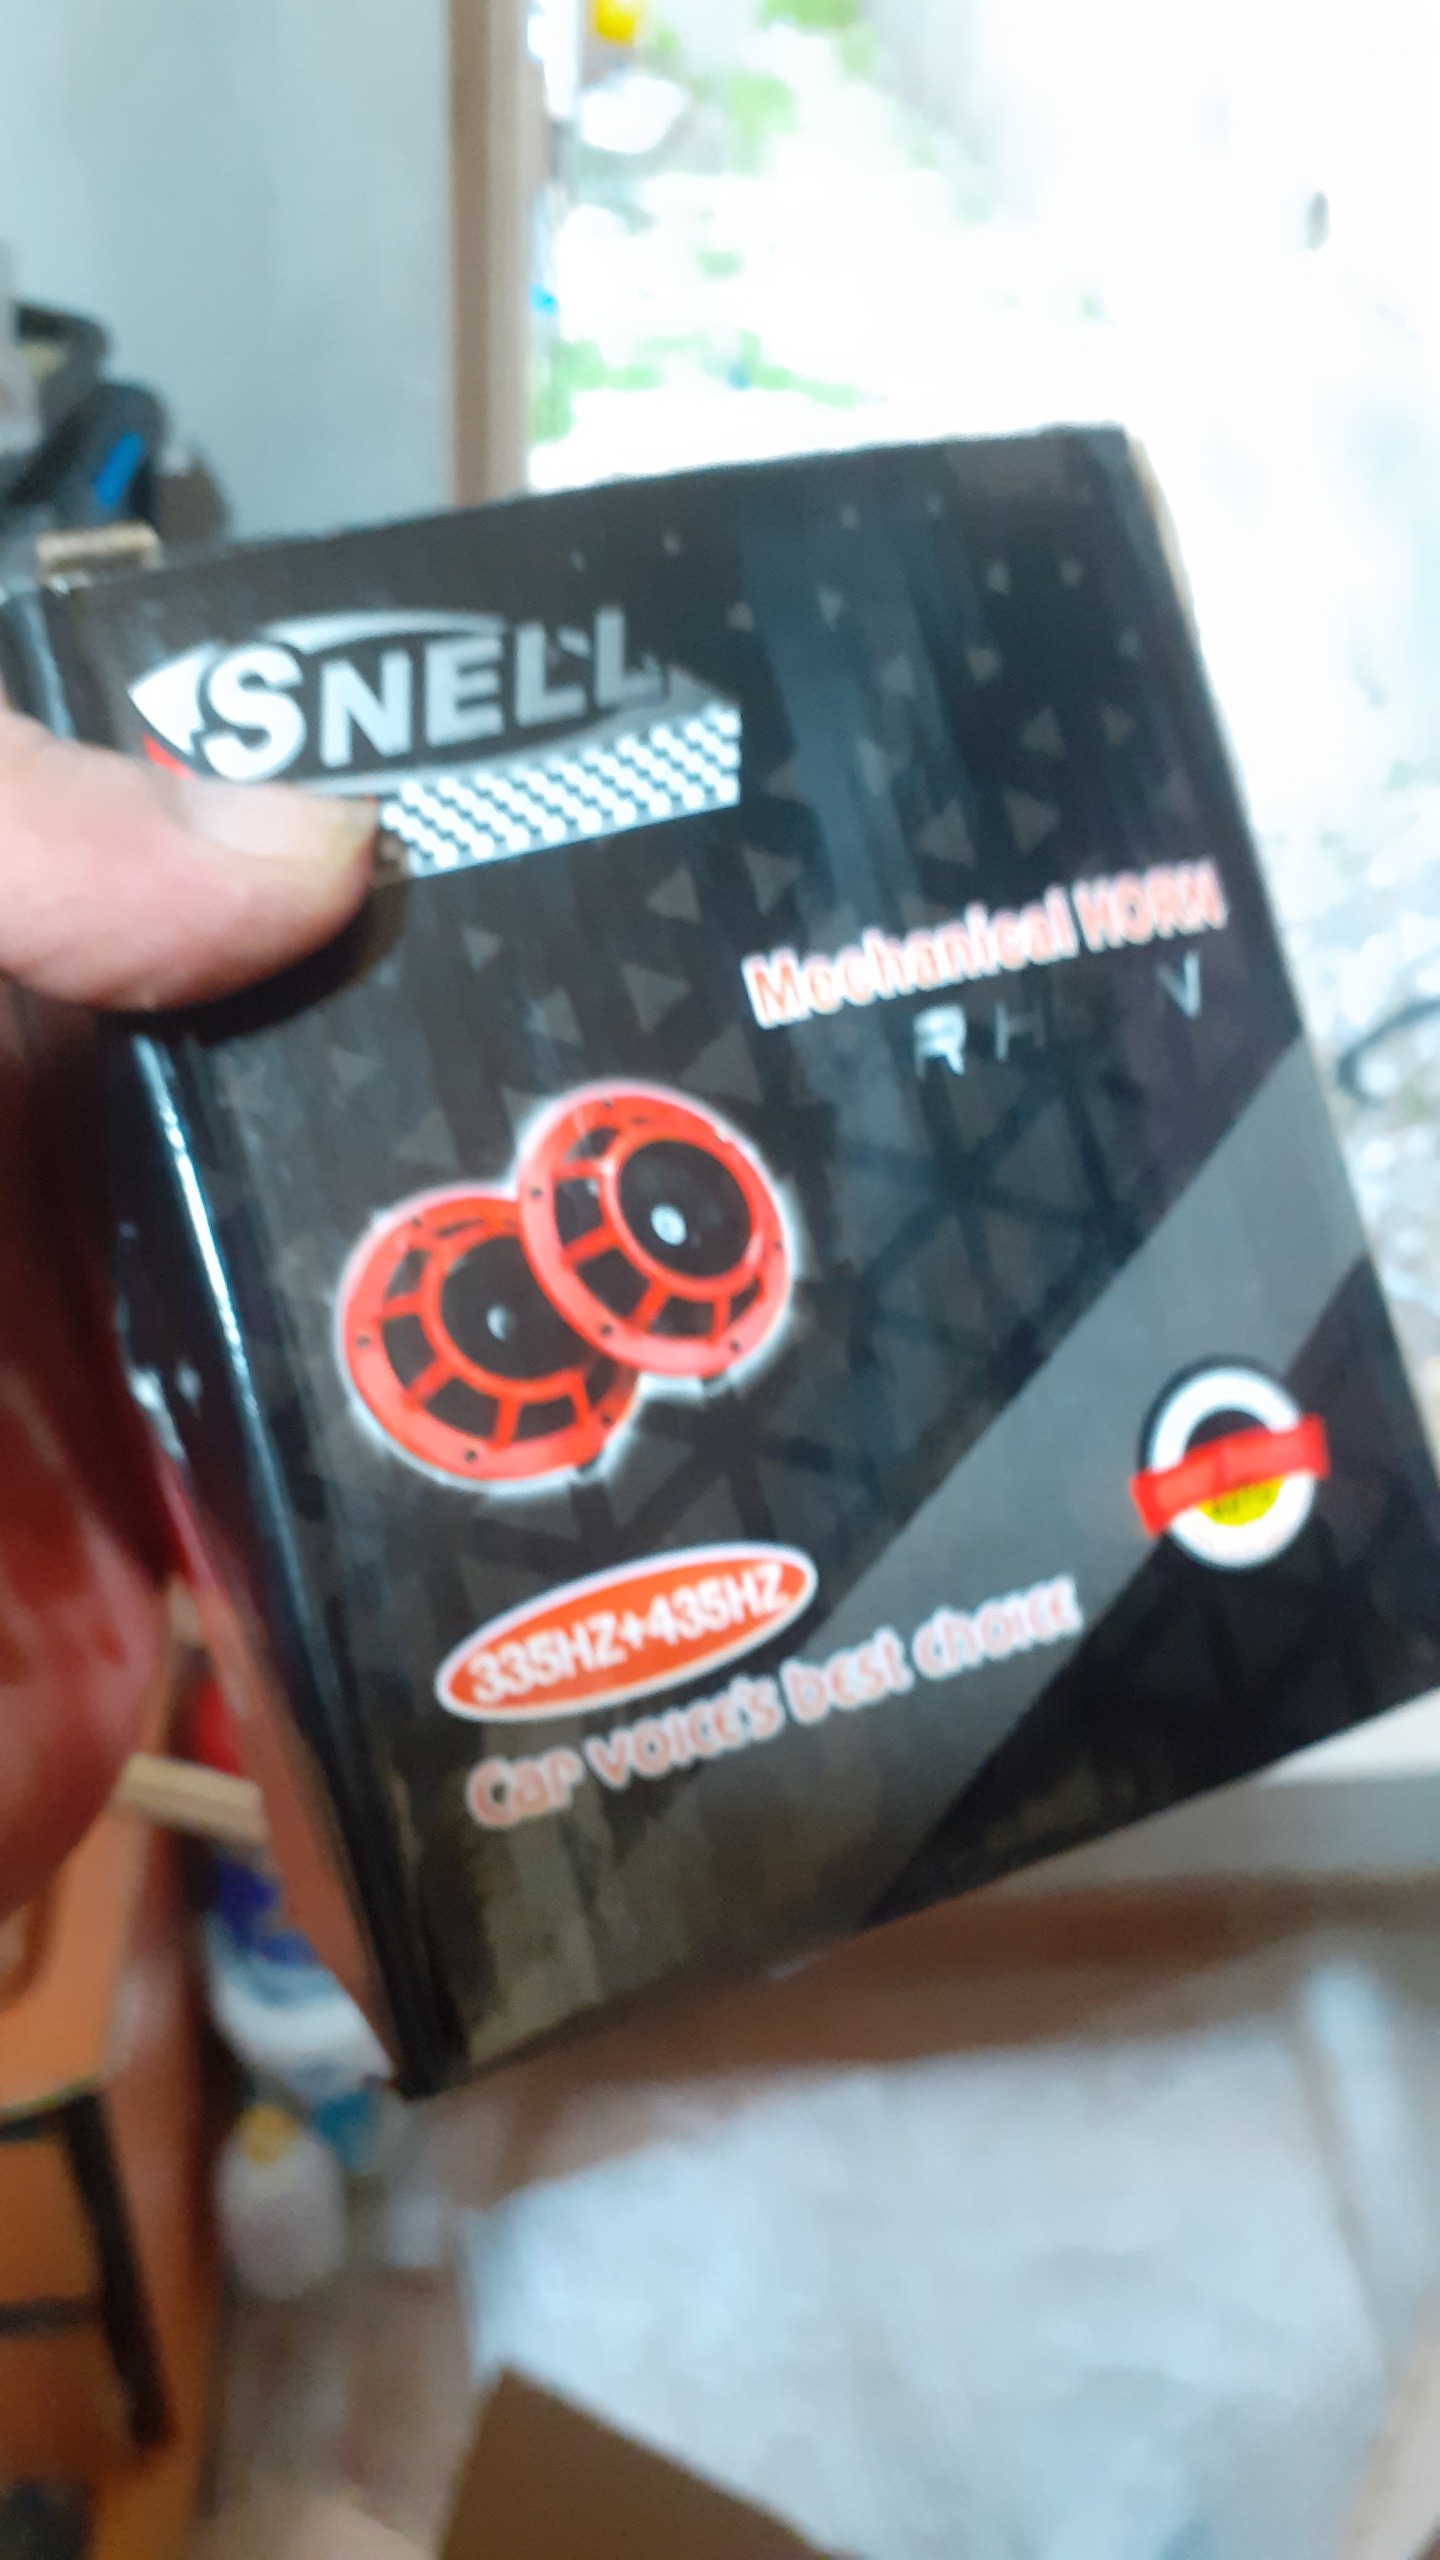 SNELL
Mechanical HORN
335HZ+435HZ
Car voice's best choice